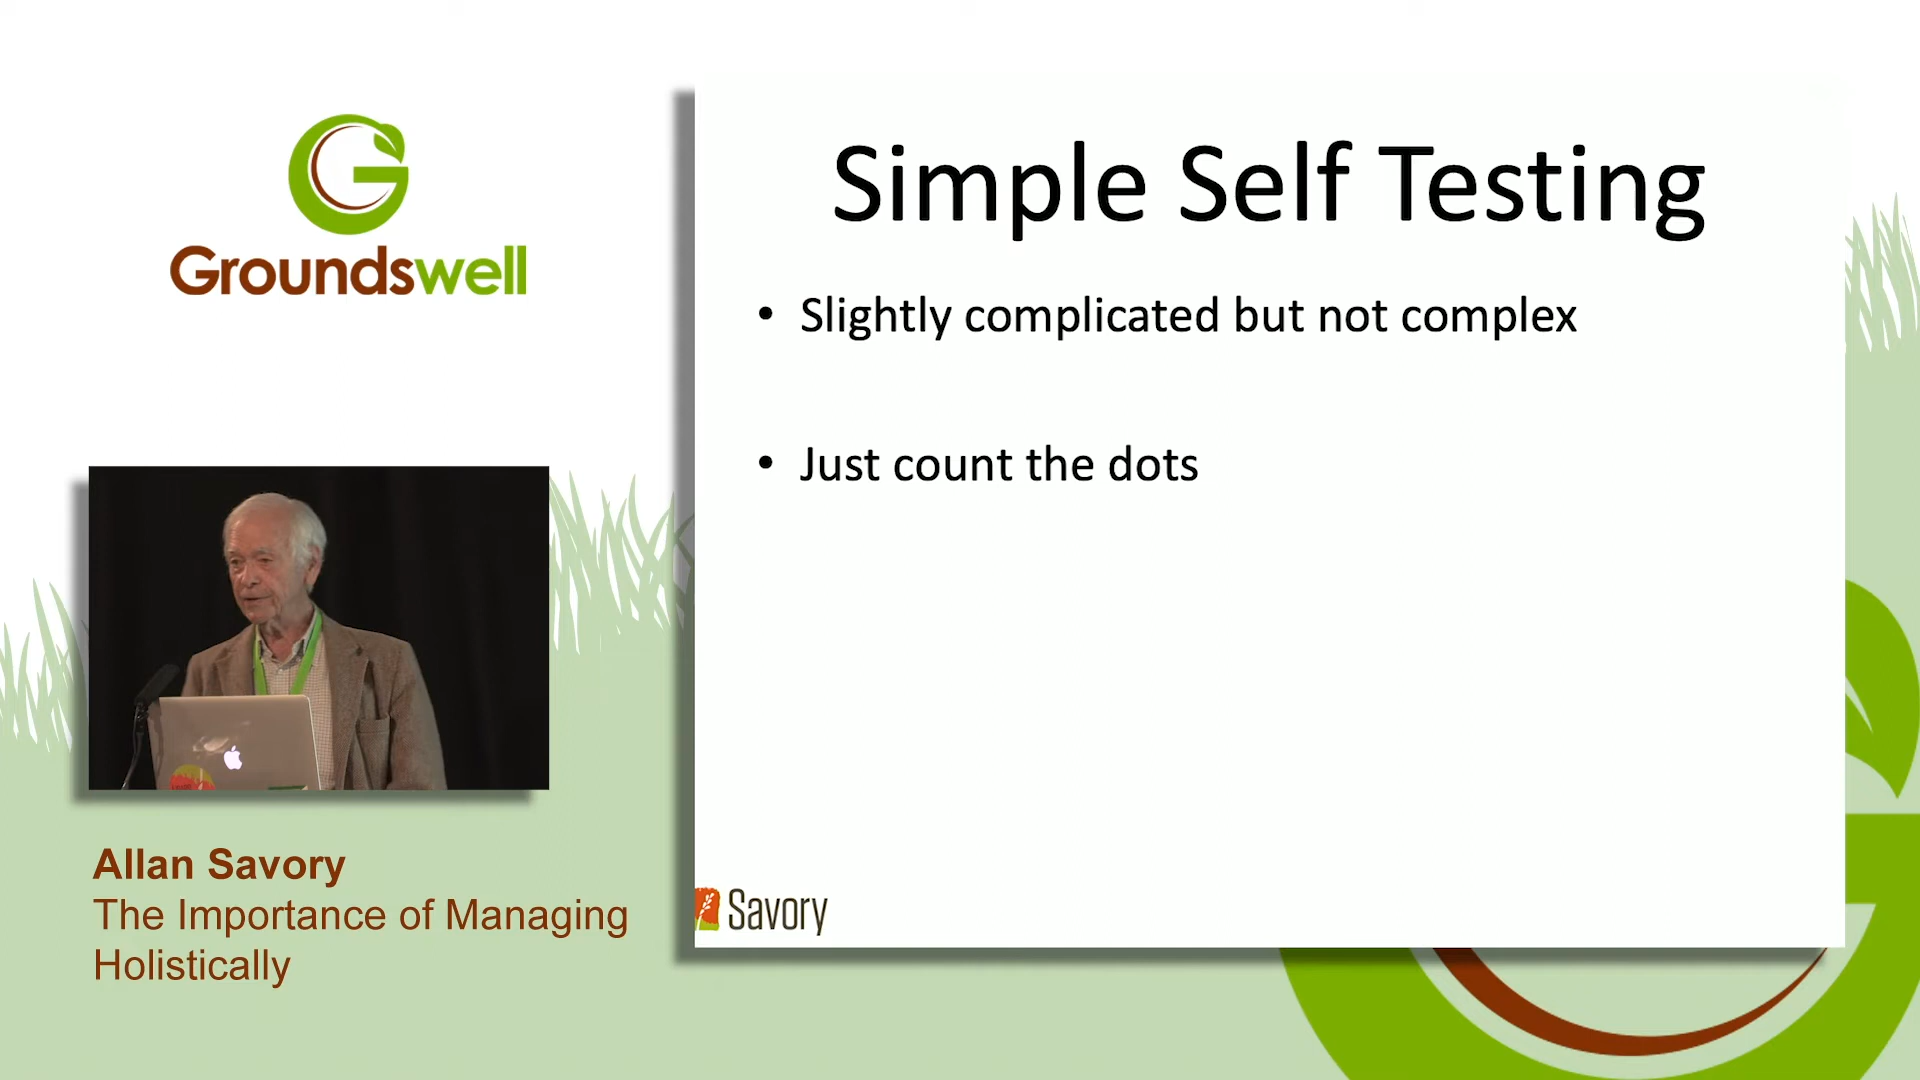 Groundswell
Simple Self Testing
• Slightly complicated but not complex
• Just count the dots
Savory
Allan Savory
The Importance of Managing
Holistically